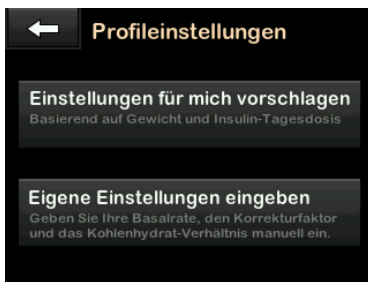 Profileinstellungen
Einstellungen für mich vorschlagen
Basierend auf Gewicht und Insulin-Tagesdosis
Eigene Einstellungen eingeben
Geben Sie Ihre Basalrate, den Korrekturfaktor
und das Kohlenhydrat-Verhältnis manuell ein.